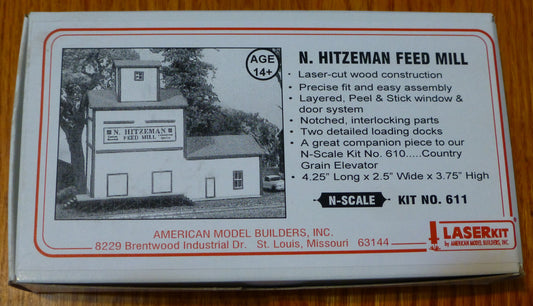 N. HITZEMAN FEED MILL
AGE
14+
• Laser-cut wood construction
• Precise fit and easy assembly
• Layered, Peel & Stick window &
door system
• Notched, interlocking parts
• Two detailed loading docks
• A great companion piece to our
N-Scale Kit No. 610.....Country
Grain Elevator
• 4.25" Long x 2.5" Wide x 3.75" High
N. HITZEMAN
FEED MILL
N-SCALE KIT NO. 611
AMERICAN MODEL BUILDERS, INC.
8229 Brentwood Industrial Dr. St. Louis, Missouri 63144
LASERKIT
by AMERICAN MODEL BUILDERS, INC.